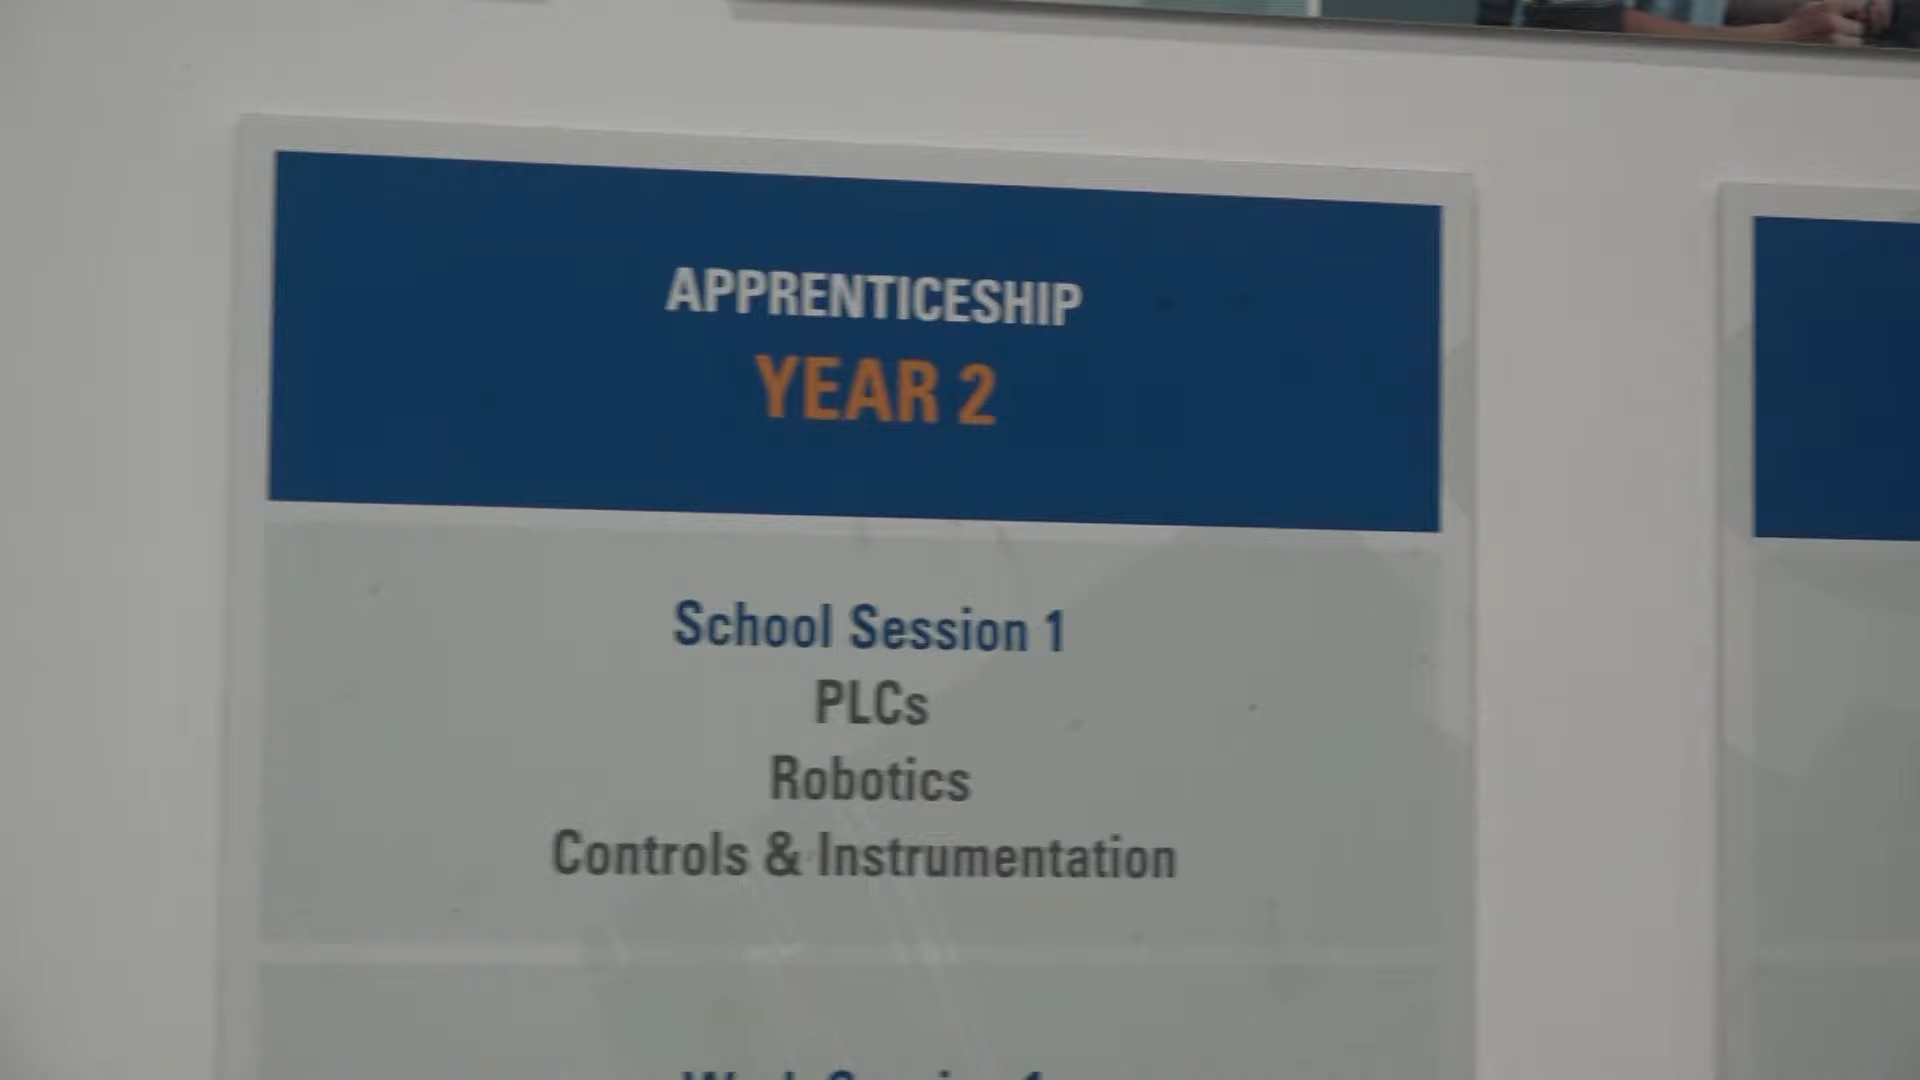 APPRENTICESHIP
YEAR 2
School Session 1
PLCs
Robotics
Controls & Instrumentation